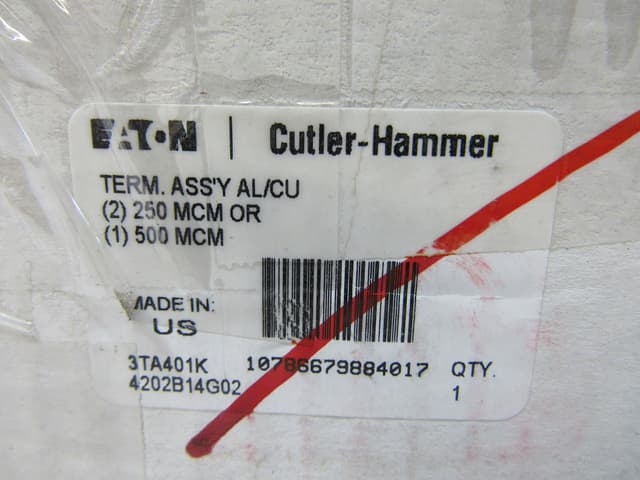 EATON | Cutler-Hammer
TERM. ASS'Y AL/CU
(2) 250 MCM OR
(1) 500 MCM
MADE IN:
US
3TA401K 10786679884017 QTY.
4202B14G02 1